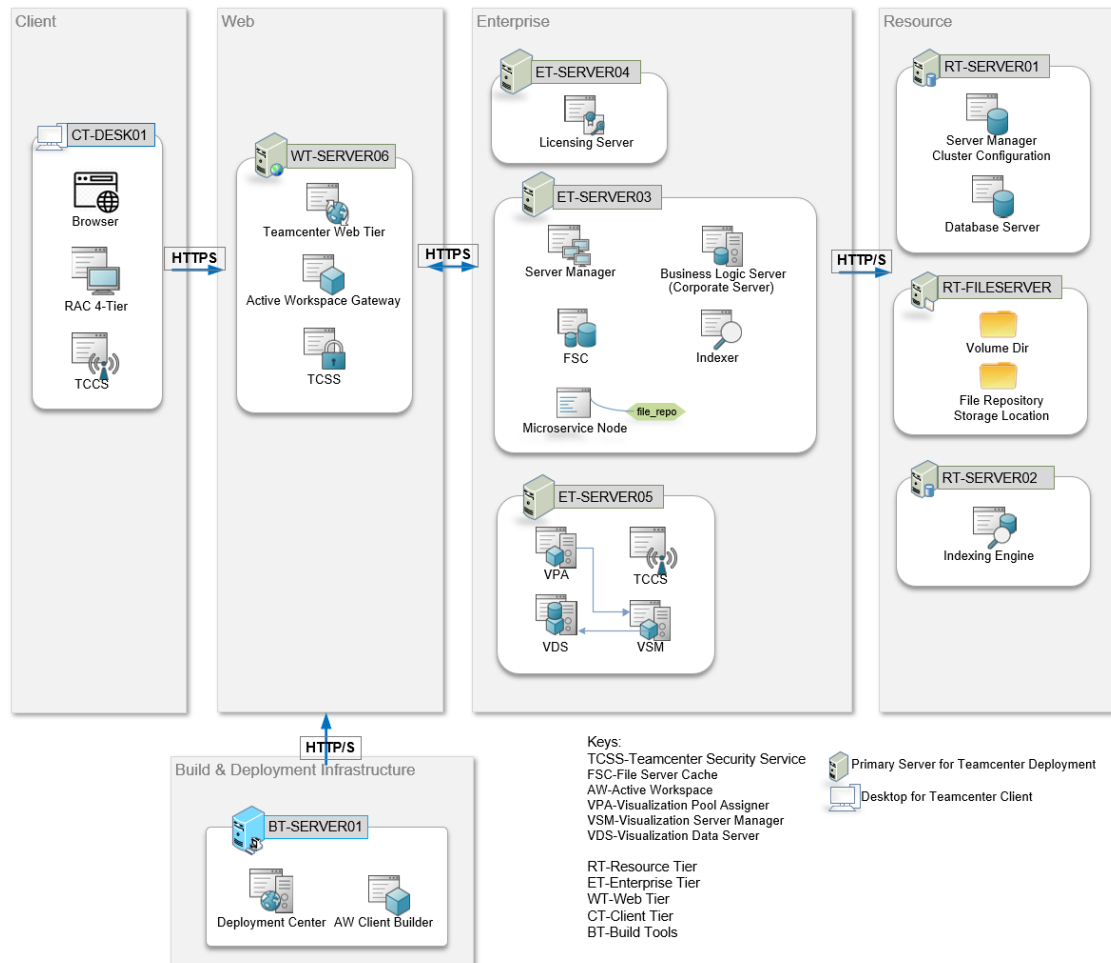 Client
Web
Enterprise
Resource
CT-DESK01
Browser
RAC 4-Tier
TCCS
HTTPS
WT-SERVER06
Teamcenter Web Tier
Active Workspace Gateway
TCSS
HTTPS
ET-SERVER04
Licensing Server
ET-SERVER03
Server Manager
Business Logic Server
(Corporate Server)
FSC
Indexer
Microservice Node
file_repo
ET-SERVER05
VPA
TCCS
VDS
VSM
HTTP/S
RT-SERVER01
Server Manager
Cluster Configuration
Database Server
RT-FILESERVER
Volume Dir
File Repository
Storage Location
RT-SERVER02
Indexing Engine
HTTP/S
Build & Deployment Infrastructure
BT-SERVER01
Deployment Center
AW Client Builder
Keys:
TCSS-Teamcenter Security Service
FSC-File Server Cache
AW-Active Workspace
VPA-Visualization Pool Assigner
VSM-Visualization Server Manager
VDS-Visualization Data Server
RT-Resource Tier
ET-Enterprise Tier
WT-Web Tier
CT-Client Tier
BT-Build Tools
Primary Server for Teamcenter Deployment
Desktop for Teamcenter Client